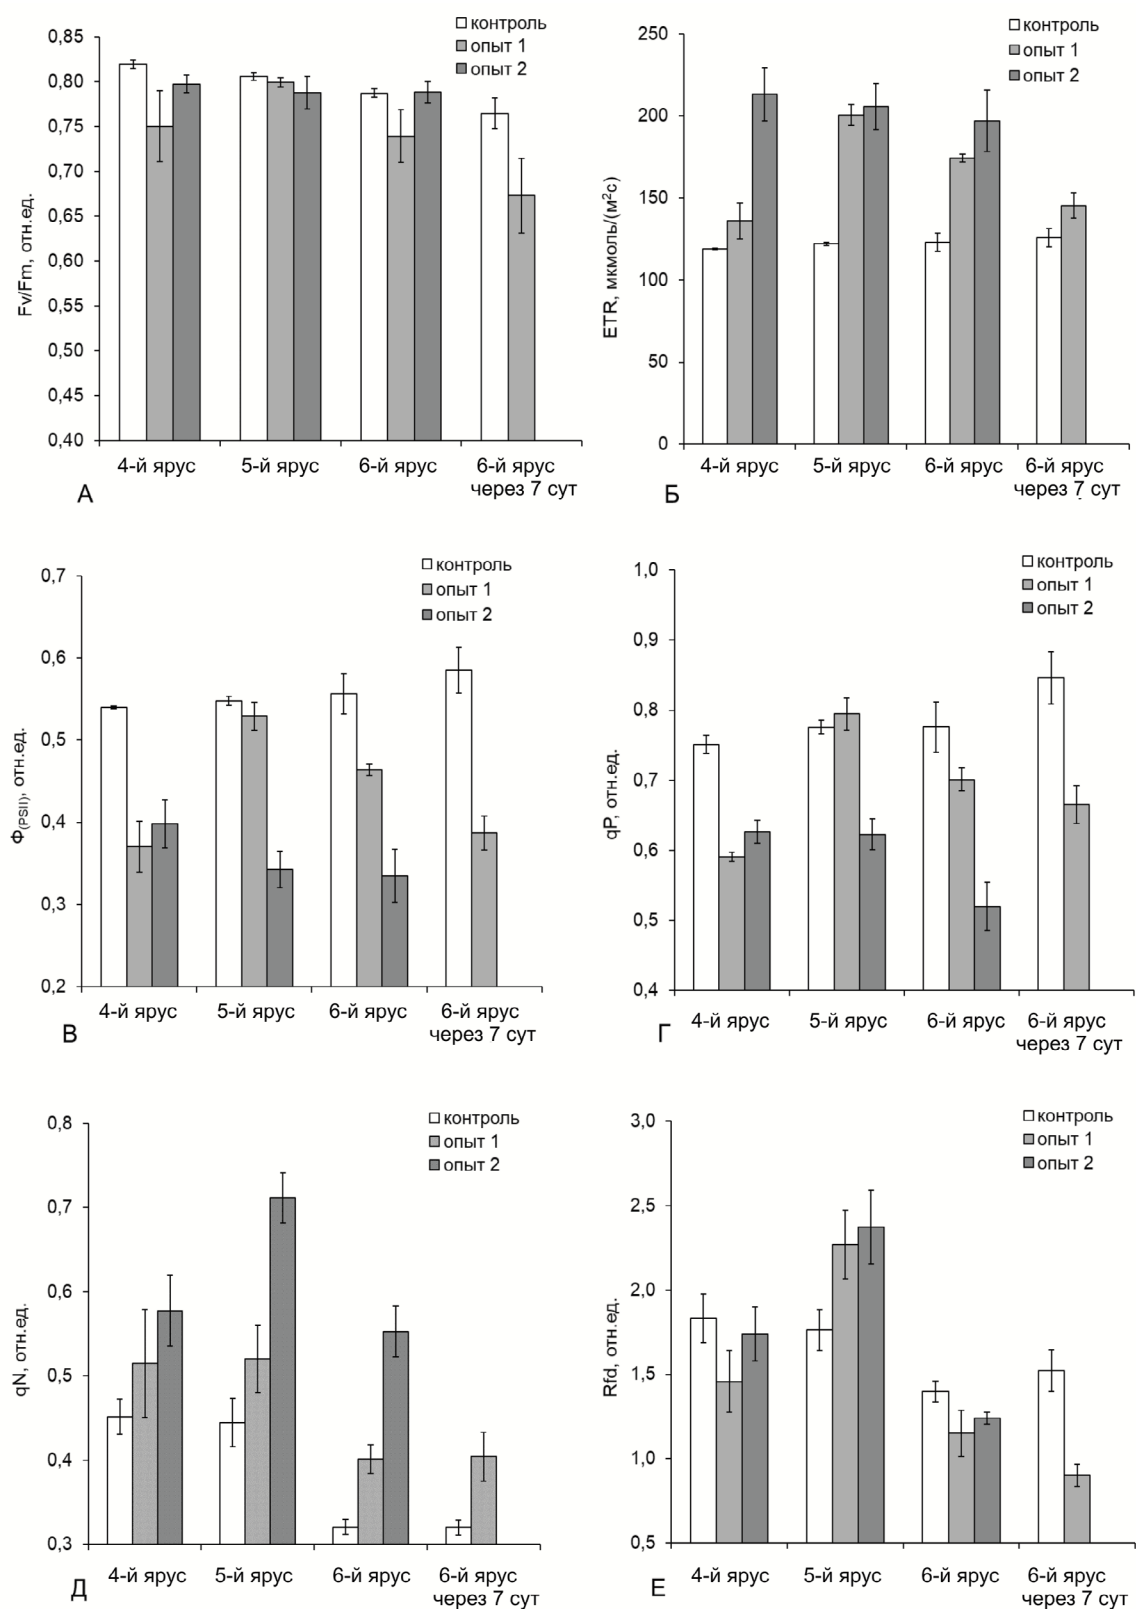 контроль
опыт 1
опыт 2
0,85
0,80
0,75
0,70
0,65
0,60
0,55
0,50
0,45
0,40
Fv/Fm, отн.ед.
4-й ярус
5-й ярус
6-й ярус
6-й ярус
через 7 сут
А
контроль
опыт 1
опыт 2
250
200
150
100
50
0
ETR, мкмоль/(м²с)
4-й ярус
5-й ярус
6-й ярус
6-й ярус
через 7 сут
Б
контроль
опыт 1
опыт 2
0,7
0,6
0,5
0,4
0,3
0,2
Ф(PSII), отн.ед.
4-й ярус
5-й ярус
6-й ярус
6-й ярус
через 7 сут
В
контроль
опыт 1
опыт 2
1,0
0,9
0,8
0,7
0,6
0,5
0,4
qP, отн.ед.
4-й ярус
5-й ярус
6-й ярус
6-й ярус
через 7 сут
Г
контроль
опыт 1
опыт 2
0,8
0,7
0,6
0,5
0,4
0,3
qN, отн.ед.
4-й ярус
5-й ярус
6-й ярус
6-й ярус
через 7 сут
Д
контроль
опыт 1
опыт 2
3,0
2,5
2,0
1,5
1,0
0,5
Rfd, отн.ед.
4-й ярус
5-й ярус
6-й ярус
6-й ярус
через 7 сут
Е